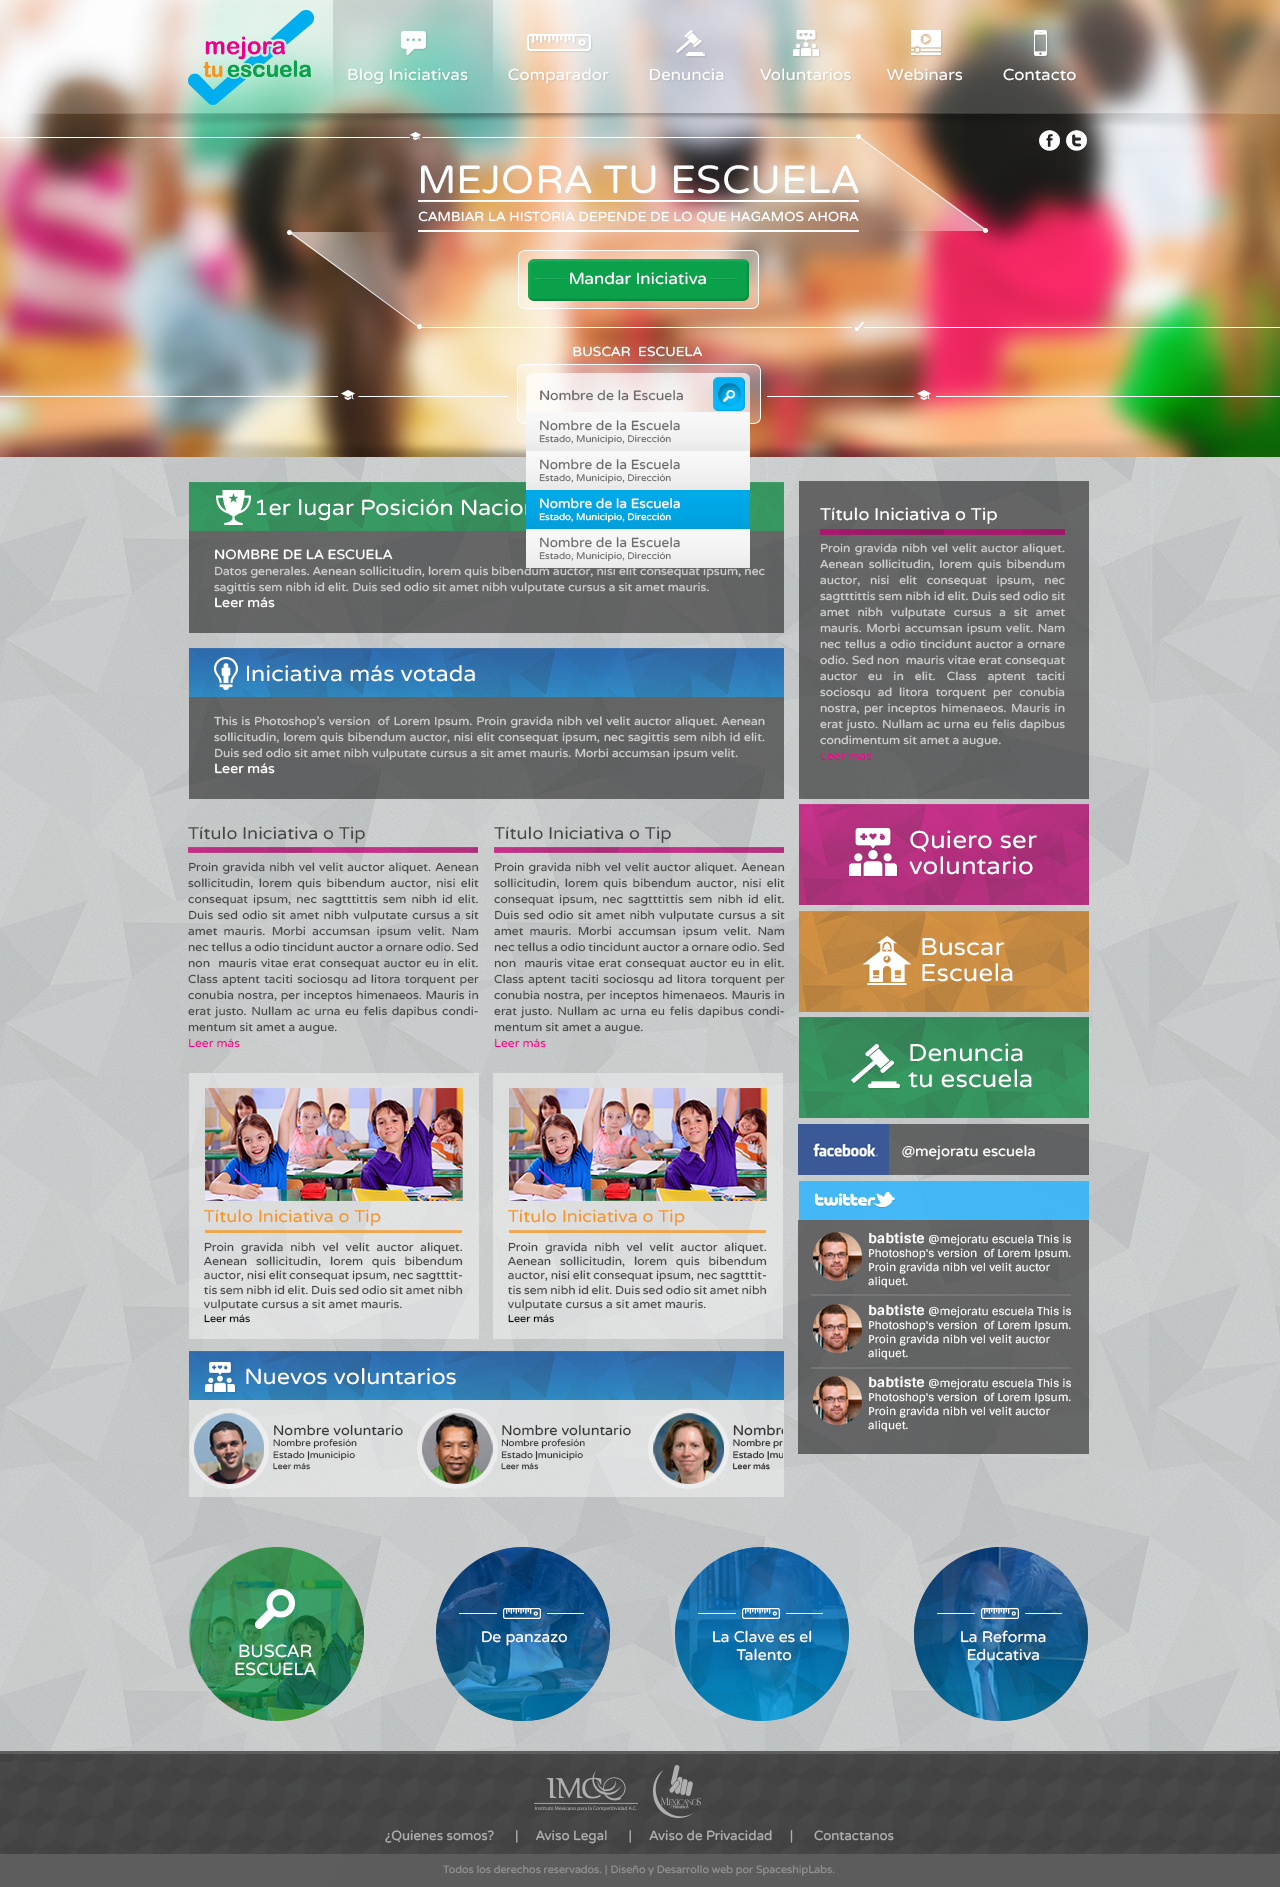 mejora
tu escuela
Blog Iniciativas
Comparador
Denuncia
Voluntarios
Webinars
Contacto
MEJORA TU ESCUELA
CAMBIAR LA HISTORIA DEPENDE DE LO QUE HAGAMOS AHORA
Mandar Iniciativa
BUSCAR ESCUELA
Nombre de la Escuela
Nombre de la Escuela
Estado, Municipio, Dirección
Nombre de la Escuela
Estado, Municipio, Dirección
Nombre de la Escuela
Estado, Municipio, Dirección
Nombre de la Escuela
Estado, Municipio, Dirección
1er lugar Posición Nacion
NOMBRE DE LA ESCUELA
Datos generales. Aenean sollicitudin, lorem quis bibendum auctor, nisi elit consequat ipsum, nec
sagittis sem nibh id elit. Duis sed odio sit amet nibh vulputate cursus a sit amet mauris.
Leer más
Iniciativa más votada
This is Photoshop's version of Lorem Ipsum. Proin gravida nibh vel velit auctor aliquet. Aenean
sollicitudin, lorem quis bibendum auctor, nisi elit consequat ipsum, nec sagittis sem nibh id elit.
Duis sed odio sit amet nibh vulputate cursus a sit amet mauris. Morbi accumsan ipsum velit.
Leer más
Título Iniciativa o Tip
Proin gravida nibh vel velit auctor aliquet. Aenean
sollicitudin, lorem quis bibendum auctor, nisi elit
consequat ipsum, nec sagtttittis sem nibh id elit.
Duis sed odio sit amet nibh vulputate cursus a sit
amet mauris. Morbi accumsan ipsum velit. Nam
nec tellus a odio tincidunt auctor a ornare odio. Sed
non mauris vitae erat consequat auctor eu in elit.
Class aptent taciti sociosqu ad litora torquent per
conubia nostra, per inceptos himenaeos. Mauris in
erat justo. Nullam ac urna eu felis dapibus condi-
mentum sit amet a augue.
Leer más
Título Iniciativa o Tip
Proin gravida nibh vel velit auctor aliquet. Aenean
sollicitudin, lorem quis bibendum auctor, nisi elit
consequat ipsum, nec sagtttittis sem nibh id elit.
Duis sed odio sit amet nibh vulputate cursus a sit
amet mauris. Morbi accumsan ipsum velit. Nam
nec tellus a odio tincidunt auctor a ornare odio. Sed
non mauris vitae erat consequat auctor eu in elit.
Class aptent taciti sociosqu ad litora torquent per
conubia nostra, per inceptos himenaeos. Mauris in
erat justo. Nullam ac urna eu felis dapibus condi-
mentum sit amet a augue.
Leer más
Título Iniciativa o Tip
Proin gravida nibh vel velit auctor aliquet.
Aenean sollicitudin, lorem quis bibendum
auctor, nisi elit consequat ipsum, nec sagtttit-
tis sem nibh id elit. Duis sed odio sit amet nibh
vulputate cursus a sit amet mauris.
Leer más
Título Iniciativa o Tip
Proin gravida nibh vel velit auctor aliquet.
Aenean sollicitudin, lorem quis bibendum
auctor, nisi elit consequat ipsum, nec sagtttit-
tis sem nibh id elit. Duis sed odio sit amet nibh
vulputate cursus a sit amet mauris.
Leer más
Nuevos voluntarios
Nombre voluntario
Nombre profesión
Estado |municipio
Leer más
Nombre voluntario
Nombre profesión
Estado |municipio
Leer más
Nombr
Nombre pr
Estado |mu
Leer más
Título Iniciativa o Tip
Proin gravida nibh vel velit auctor aliquet.
Aenean sollicitudin, lorem quis bibendum
auctor, nisi elit consequat ipsum, nec
sagtttittis sem nibh id elit. Duis sed odio sit
amet nibh vulputate cursus a sit amet
mauris. Morbi accumsan ipsum velit. Nam
nec tellus a odio tincidunt auctor a ornare
odio. Sed non mauris vitae erat consequat
auctor eu in elit. Class aptent taciti
sociosqu ad litora torquent per conubia
nostra, per inceptos himenaeos. Mauris in
erat justo. Nullam ac urna eu felis dapibus
condimentum sit amet a augue.
Leer más
Quiero ser
voluntario
Buscar
Escuela
Denuncia
tu escuela
facebook
@mejoratu escuela
twitter
babtiste @mejoratu escuela This is
Photoshop's version of Lorem Ipsum.
Proin gravida nibh vel velit auctor
aliquet.
babtiste @mejoratu escuela This is
Photoshop's version of Lorem Ipsum.
Proin gravida nibh vel velit auctor
aliquet.
babtiste @mejoratu escuela This is
Photoshop's version of Lorem Ipsum.
Proin gravida nibh vel velit auctor
aliquet.
BUSCAR
ESCUELA
De panzazo
La Clave es el
Talento
La Reforma
Educativa
IMCO
Instituto Mexicano para la Competitividad A.C.
MEXICANOS
¿Quienes somos? | Aviso Legal | Aviso de Privacidad | Contactanos
Todos los derechos reservados. | Diseño y Desarrollo web por SpaceshipLabs.